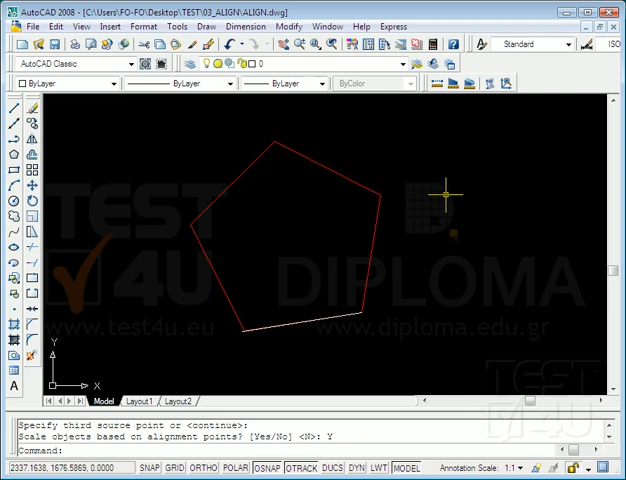 AutoCAD 2008 - [C:\Users\FO-FO\Desktop\TEST\03_ALIGN\ALIGN.dwg]
File Edit View Insert Format Tools Draw Dimension Modify Window Help Express
Standard ISO
AutoCAD Classic 0
ByLayer ByLayer ByLayer ByColor
TEST
4U DIPLOMA
www.test4u.eu www.diploma.edu.gr
Y
X
A
TEST
4U
Model Layout1 Layout2
Specify third source point or <continue>:
Scale objects based on alignment points? [Yes/No] <N>: Y
Command:
2337.1638, 1676.5869, 0.0000 SNAP GRID ORTHO POLAR OSNAP OTRACK DUCS DYN LWT MODEL Annotation Scale: 1:1